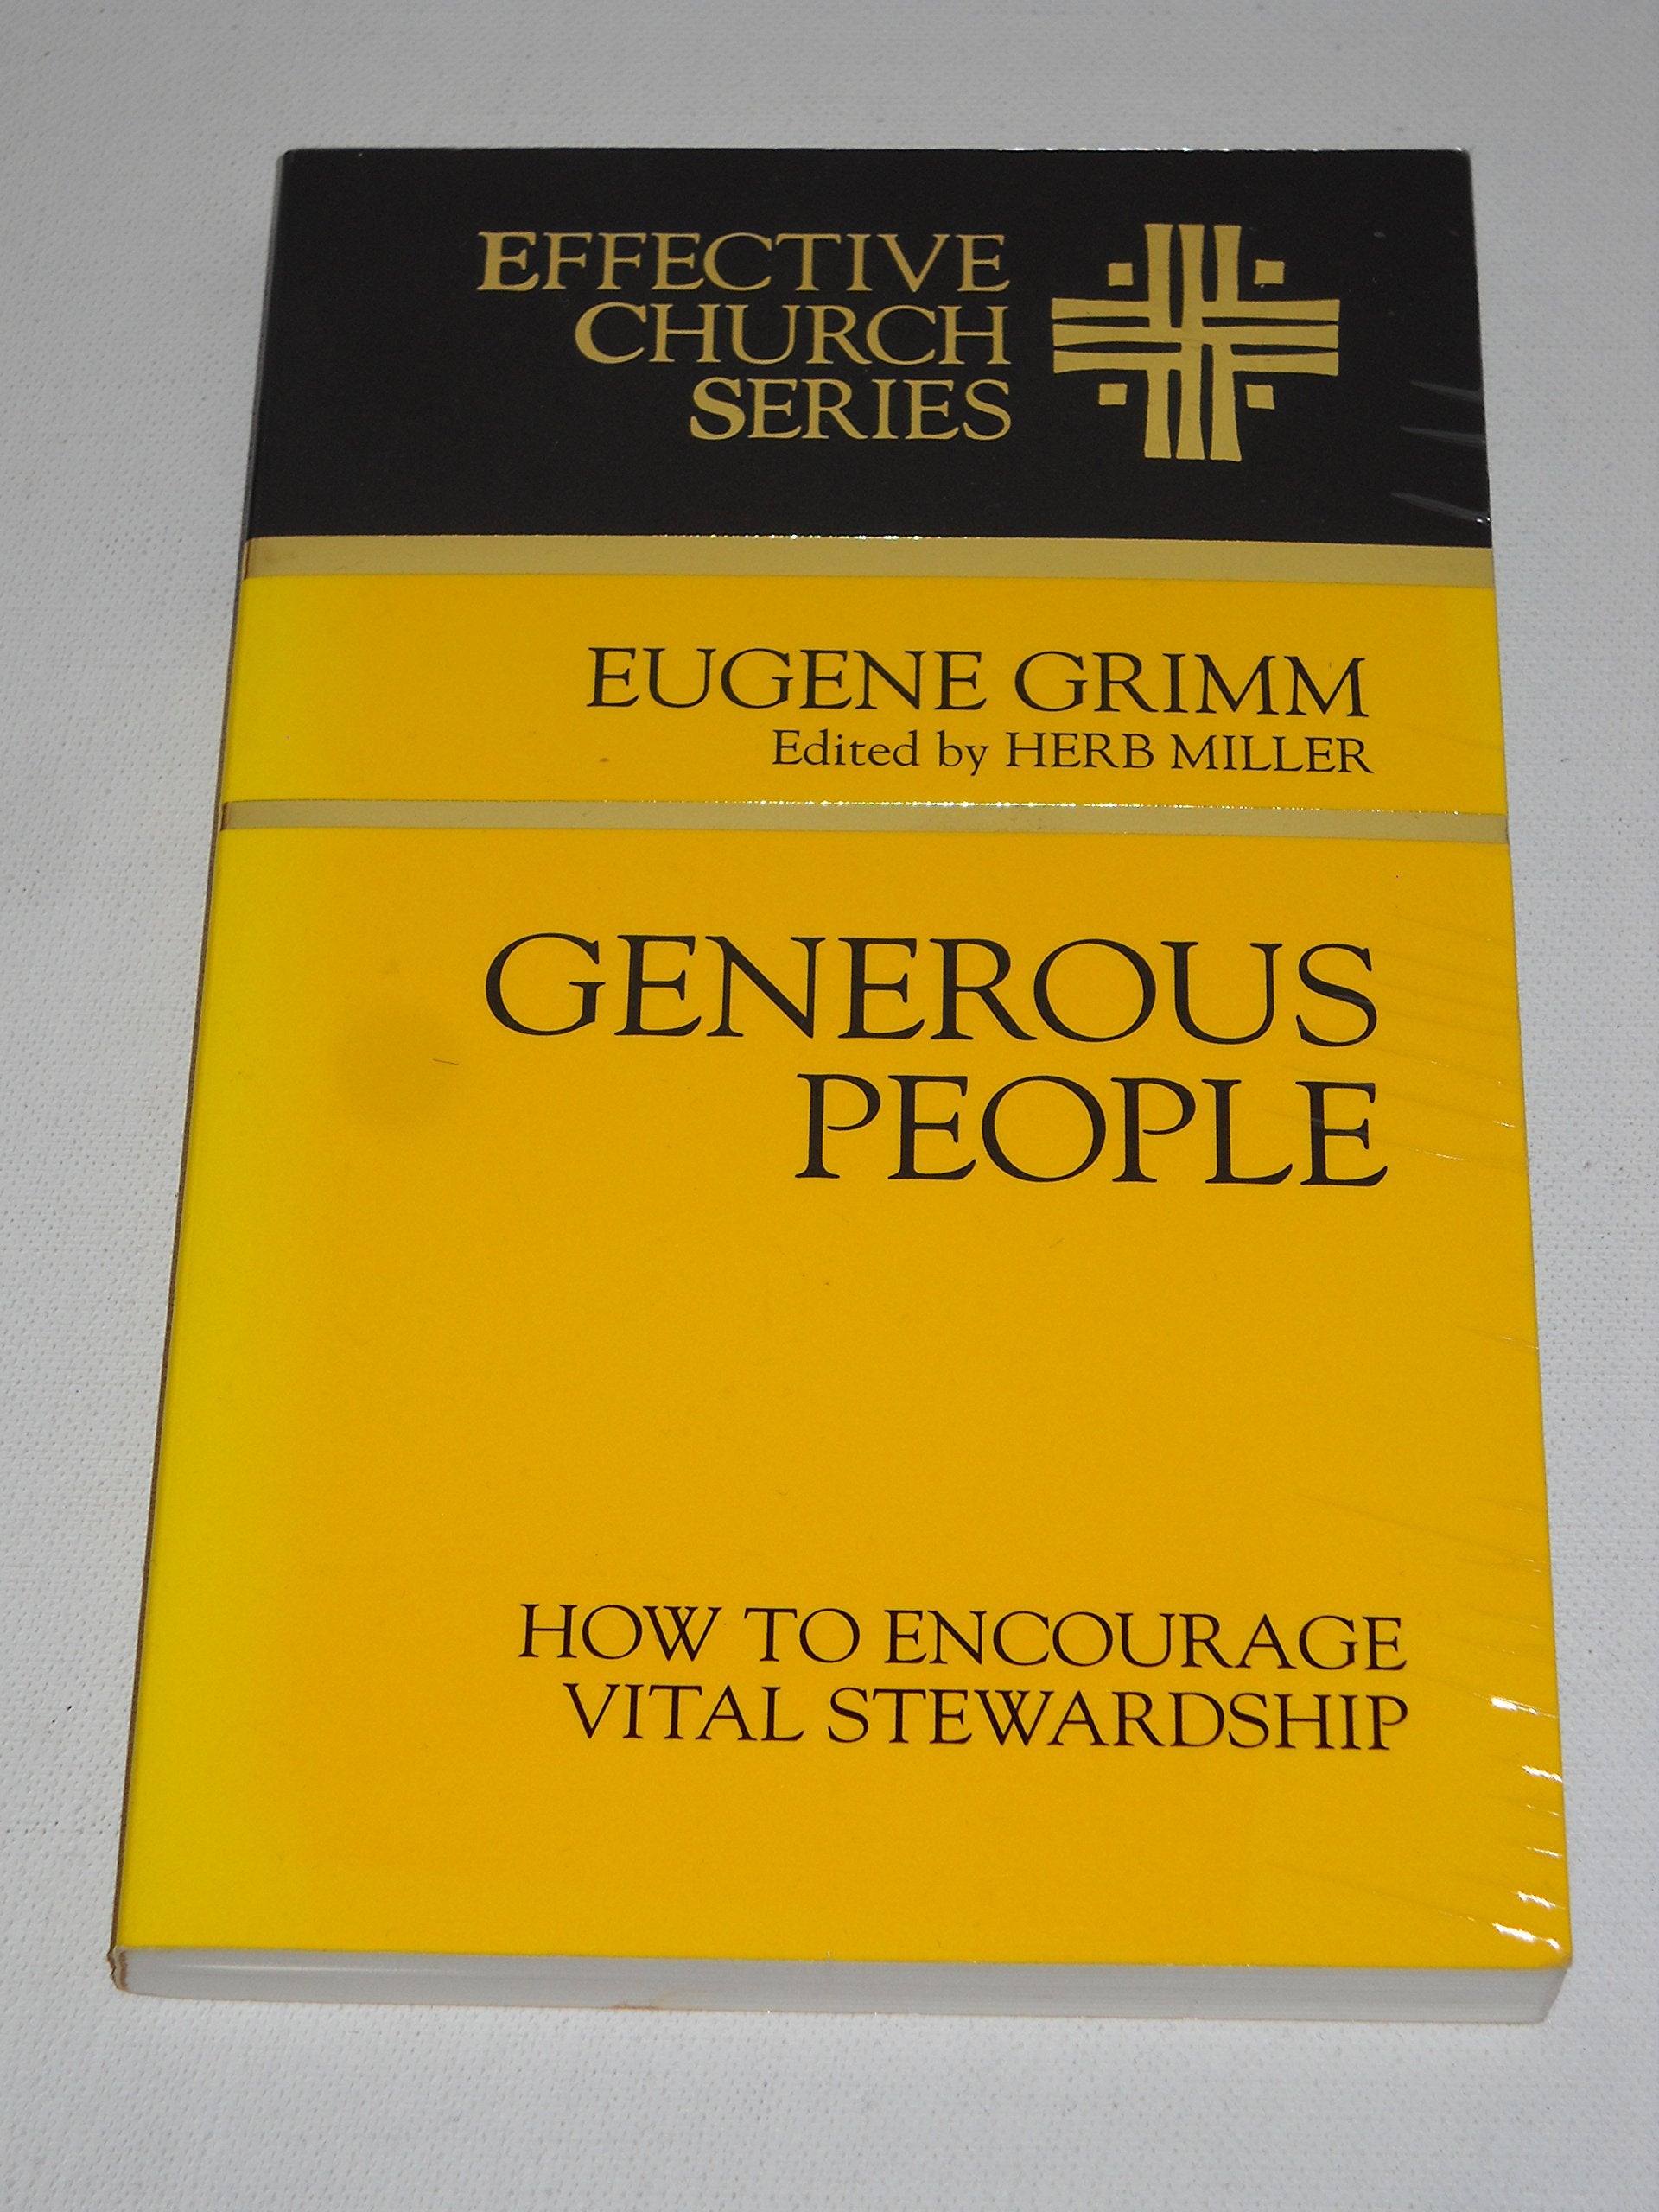 EFFECTIVE
CHURCH
SERIES
EUGENE GRIMM
Edited by HERB MILLER
GENEROUS
PEOPLE
HOW TO ENCOURAGE
VITAL STEWARDSHIP